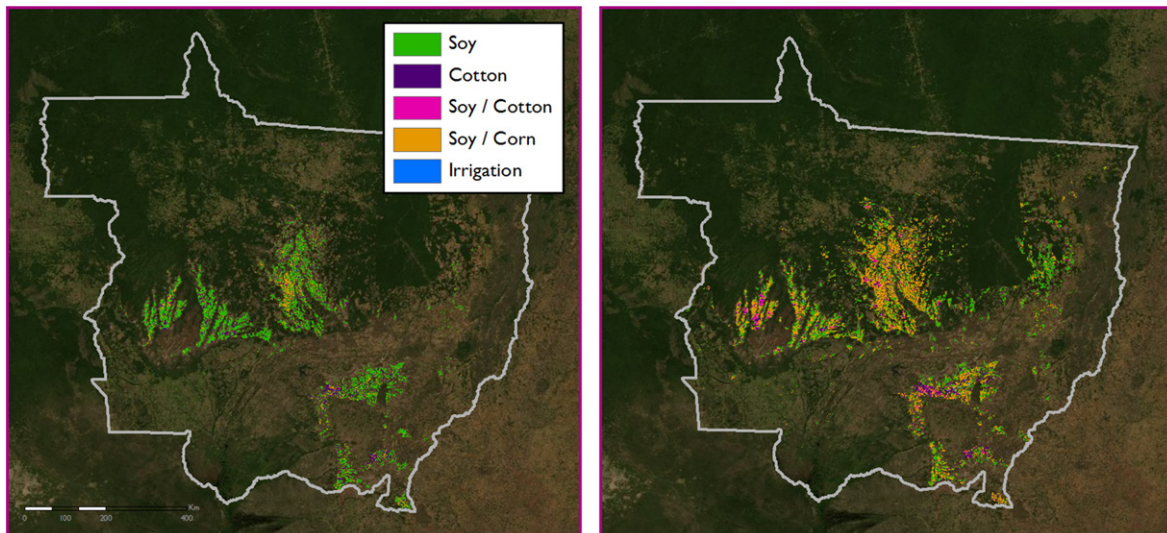 Soy
Cotton
Soy / Cotton
Soy / Corn
Irrigation
Km
0 100 200 400